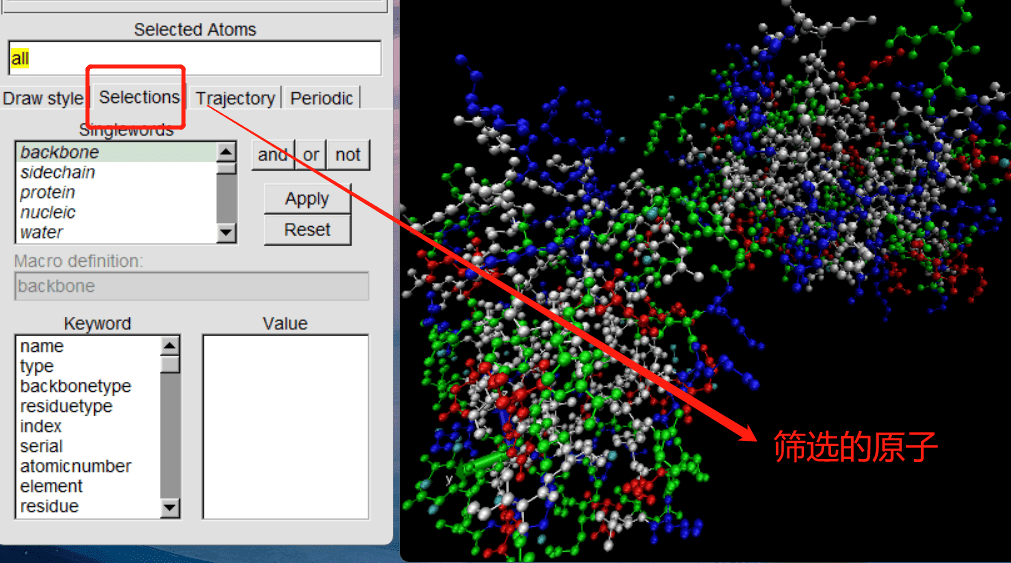 Selected Atoms
all
Draw style Selections Trajectory Periodic
Singlewords
backbone
sidechain
protein
nucleic
water
and or not
Apply
Reset
Macro definition:
backbone
Keyword Value
name
type
backbonetype
residuetype
index
serial
atomicnumber
element
residue
y
筛选的原子